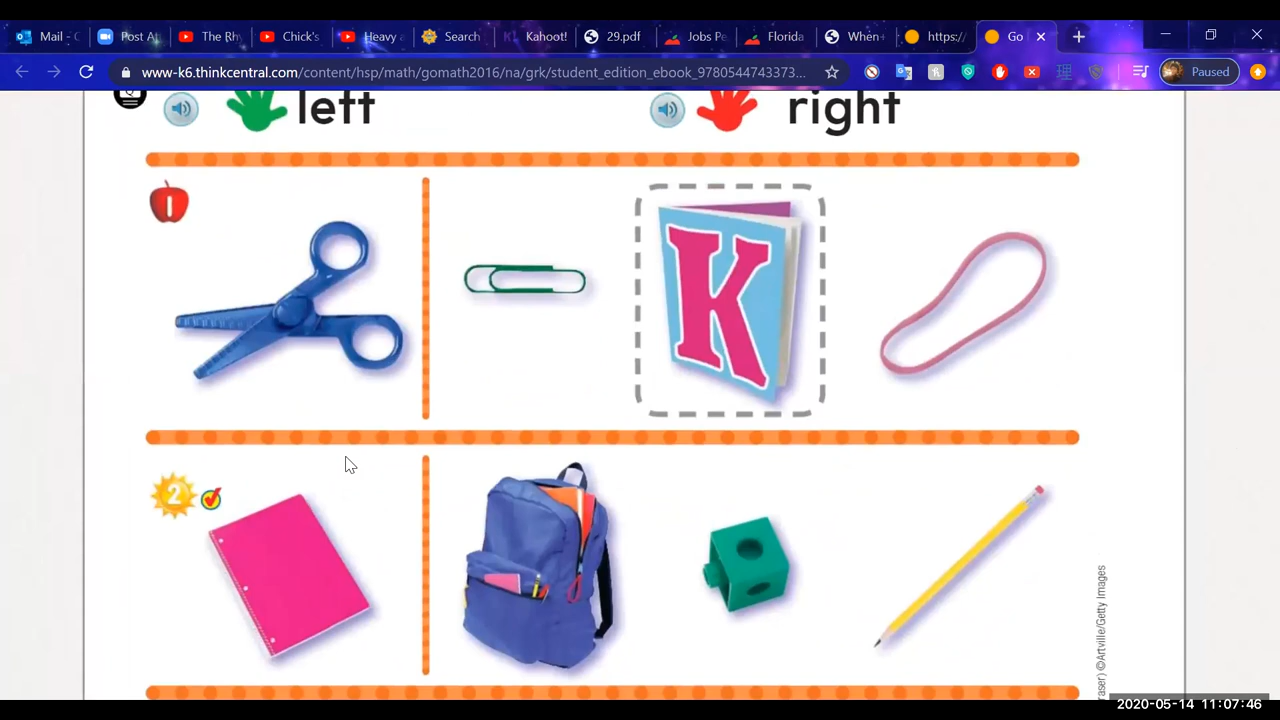 Mail - C Post A The Rh Chick's Heavy Search Kahoot! 29.pdf Jobs Pe Florida When https:// Go
www-k6.thinkcentral.com/content/hsp/math/gomath2016/na/grk/student_edition_ebook_9780544743373... Paused
left right
1
K
2
raser) ©Artville/Getty Images
2020-05-14 11:07:46